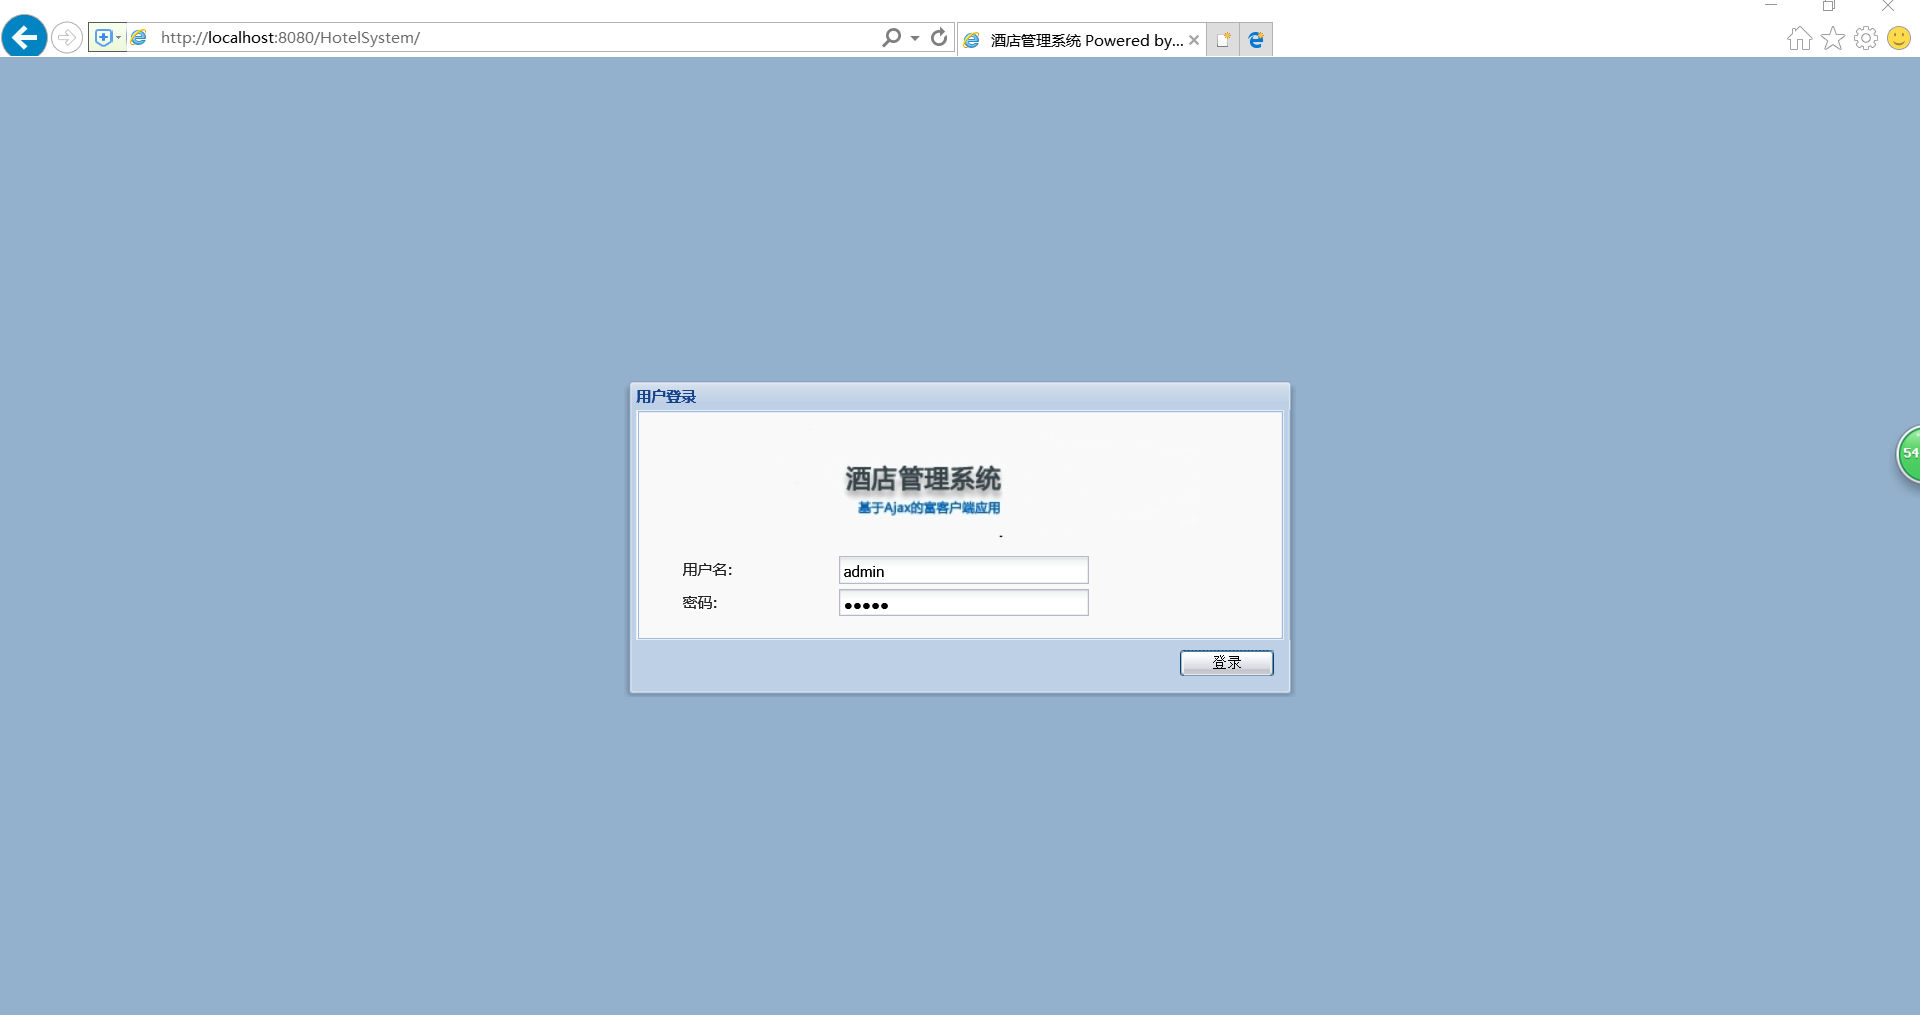 http://localhost:8080/HotelSystem/
酒店管理系统 Powered by...
用户登录
酒店管理系统
基于Ajax的富客户端应用
用户名:
admin
密码:
●●●●●
登录
54